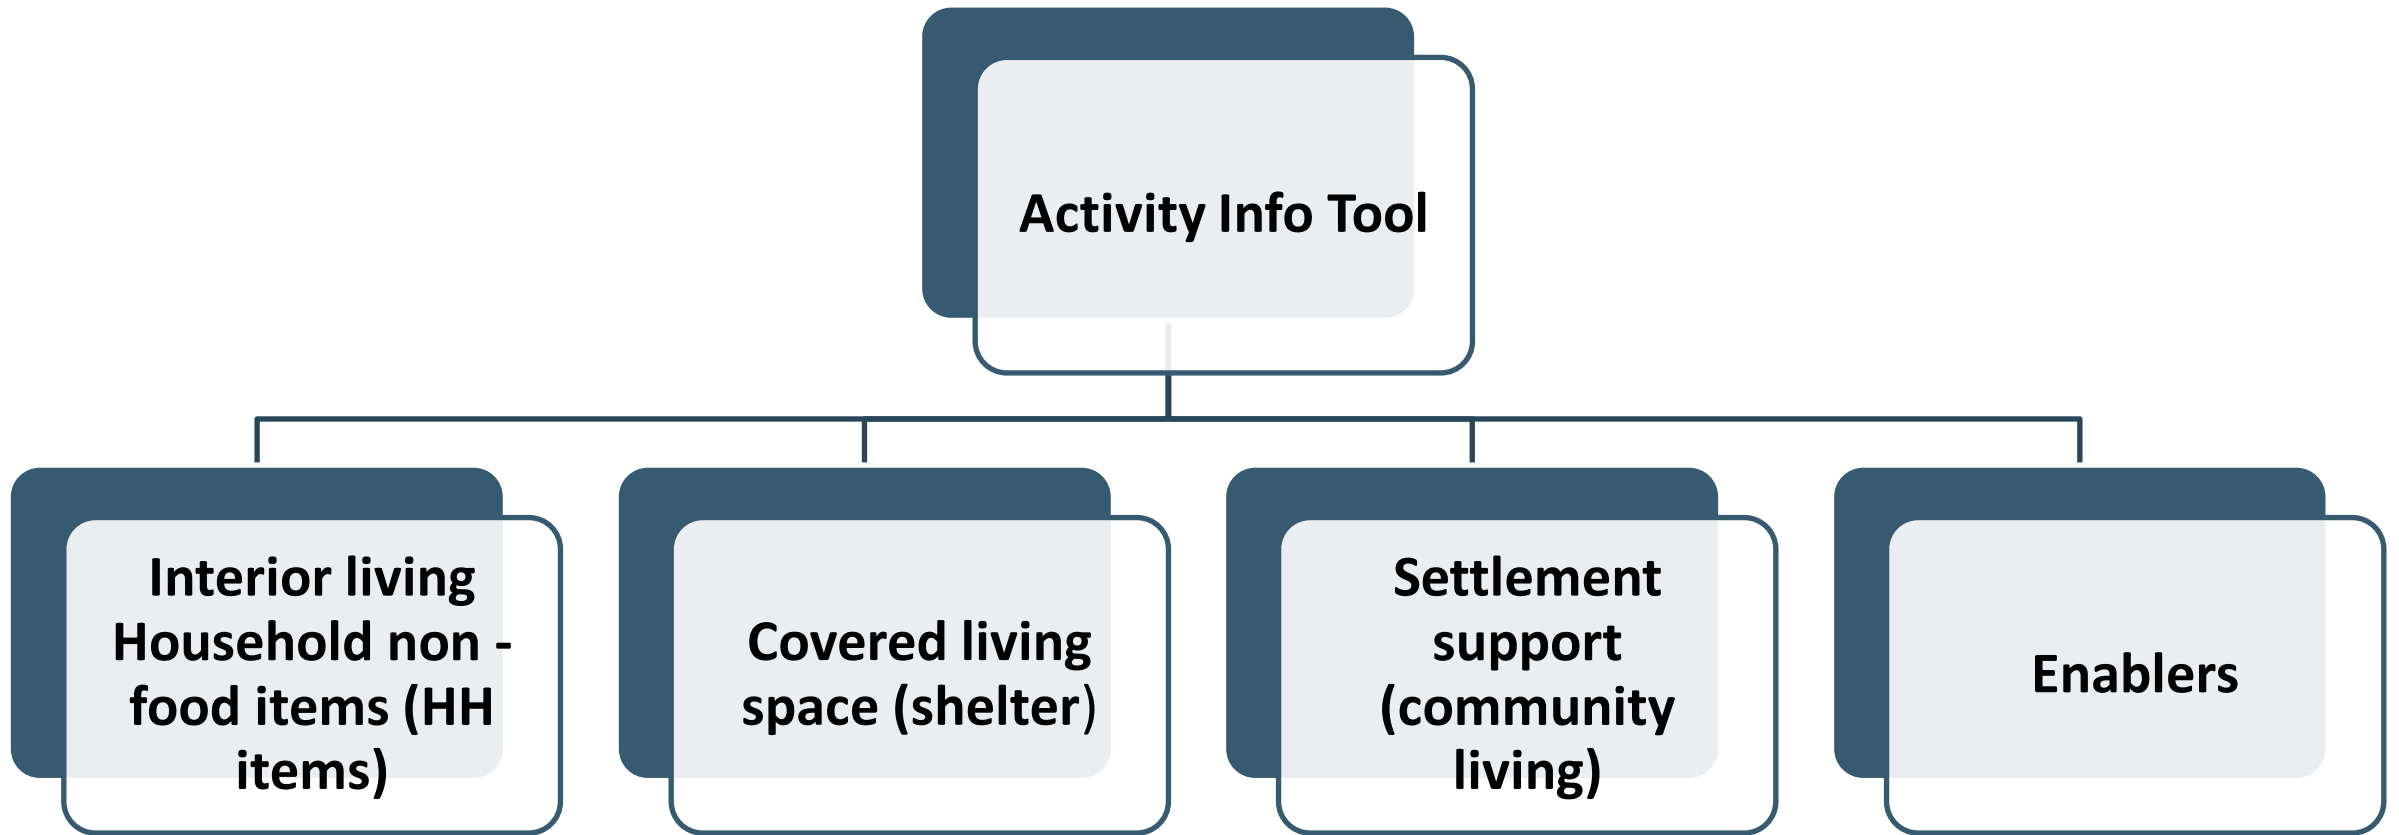 Activity Info Tool
Interior living
Household non -
food items (HH
items)
Covered living
space (shelter)
Settlement
support
(community
living)
Enablers